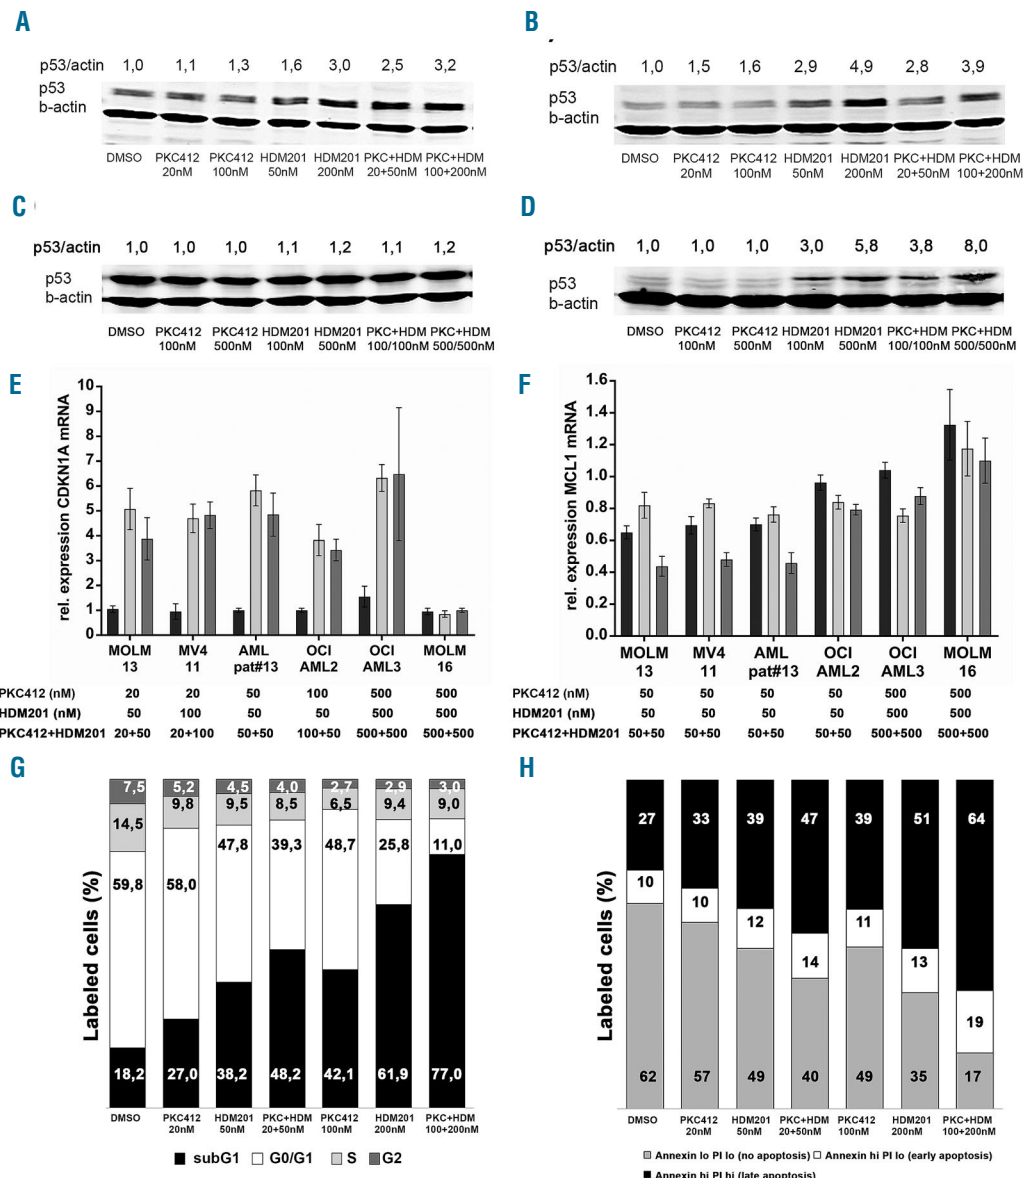 A
p53/actin 1,0 1,1 1,3 1,6 3,0 2,5 3,2
p53
b-actin
DMSO PKC412 PKC412 HDM201 HDM201 PKC+HDM PKC+HDM
20nM 100nM 50nM 200nM 20+50nM 100+200nM
B
p53/actin 1,0 1,5 1,6 2,9 4,9 2,8 3,9
p53
b-actin
DMSO PKC412 PKC412 HDM201 HDM201 PKC+HDM PKC+HDM
20nM 100nM 50nM 200nM 20+50nM 100+200nM
C
p53/actin 1,0 1,0 1,0 1,1 1,2 1,1 1,2
p53
b-actin
DMSO PKC412 PKC412 HDM201 HDM201 PKC+HDM PKC+HDM
100nM 500nM 100nM 500nM 100/100nM 500/500nM
D
p53/actin 1,0 1,0 1,0 3,0 5,8 3,8 8,0
p53
b-actin
DMSO PKC412 PKC412 HDM201 HDM201 PKC+HDM PKC+HDM
100nM 500nM 100nM 500nM 100/100nM 500/500nM
E
rel. expression CDKN1A mRNA
10
9
8
7
6
5
4
3
2
1
0
MOLM MV4 AML OCI OCI MOLM
13 11 pat#13 AML2 AML3 16
PKC412 (nM) 20 20 50 100 500 500
HDM201 (nM) 50 100 50 50 500 500
PKC412+HDM201 20+50 20+100 50+50 100+50 500+500 500+500
F
rel. expression MCL1 mRNA
1.6
1.4
1.2
1.0
0.8
0.6
0.4
0.2
0.0
MOLM MV4 AML OCI OCI MOLM
13 11 pat#13 AML2 AML3 16
PKC412 (nM) 50 50 50 50 500 500
HDM201 (nM) 50 50 50 50 500 500
PKC412+HDM201 50+50 50+50 50+50 50+50 500+500 500+500
G
Labeled cells (%)
7,5 5,2 4,5 4,0 2,7 2,9 3,0
14,5 9,8 9,5 8,5 6,5 9,4 9,0
59,8 58,0 47,8 39,3 48,7 25,8 11,0
18,2 27,0 38,2 48,2 42,1 61,9 77,0
DMSO PKC412 HDM201 PKC+HDM PKC412 HDM201 PKC+HDM
20nM 50nM 20+50nM 100nM 200nM 100+200nM
subG1 G0/G1 S G2
H
Labeled cells (%)
27 33 39 47 39 51 64
10 10 12 14 11 13 19
62 57 49 40 49 35 17
DMSO PKC412 HDM201 PKC+HDM PKC412 HDM201 PKC+HDM
20nM 50nM 20+50nM 100nM 200nM 100+200nM
Annexin lo PI lo (no apoptosis) Annexin hi PI lo (early apoptosis)
Annexin hi PI hi (late apoptosis)